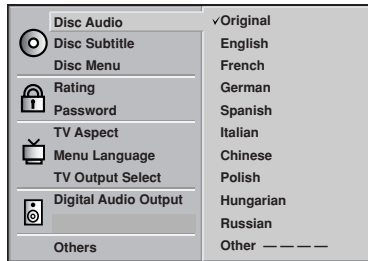 Disc Audio
Disc Subtitle
Disc Menu
Rating
Password
TV Aspect
Menu Language
TV Output Select
Digital Audio Output
Others
✓Original
English
French
German
Spanish
Italian
Chinese
Polish
Hungarian
Russian
Other — — — —